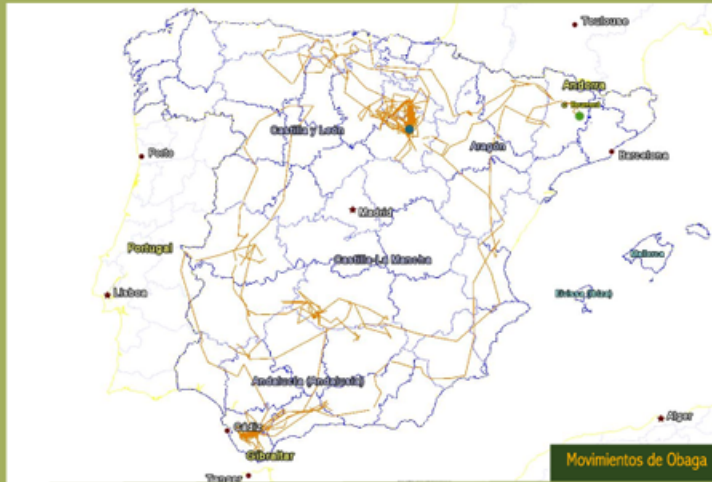 Toulouse
Andorra
Castilla y León
Aragón
Porto
Barcelona
Madrid
Portugal
Castilla-La Mancha
Mallorca
Lisboa
Eivissa (Ibiza)
Andalucía (Andalusia)
Cádiz
Alger
Gibraltar
Tanger
Movimientos de Obaga